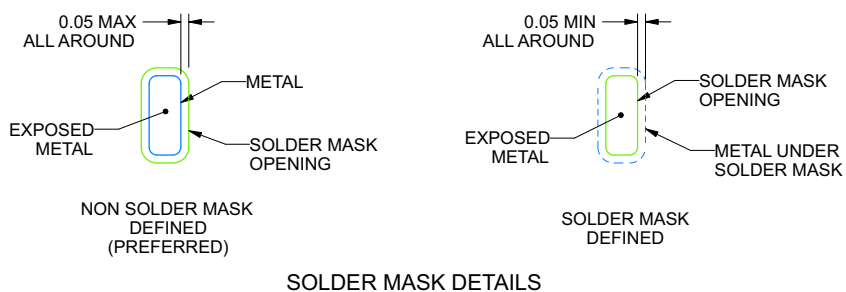 0.05 MAX
ALL AROUND
METAL
EXPOSED
METAL
SOLDER MASK
OPENING
NON SOLDER MASK
DEFINED
(PREFERRED)
0.05 MIN
ALL AROUND
SOLDER MASK
OPENING
EXPOSED
METAL
METAL UNDER
SOLDER MASK
SOLDER MASK
DEFINED
SOLDER MASK DETAILS